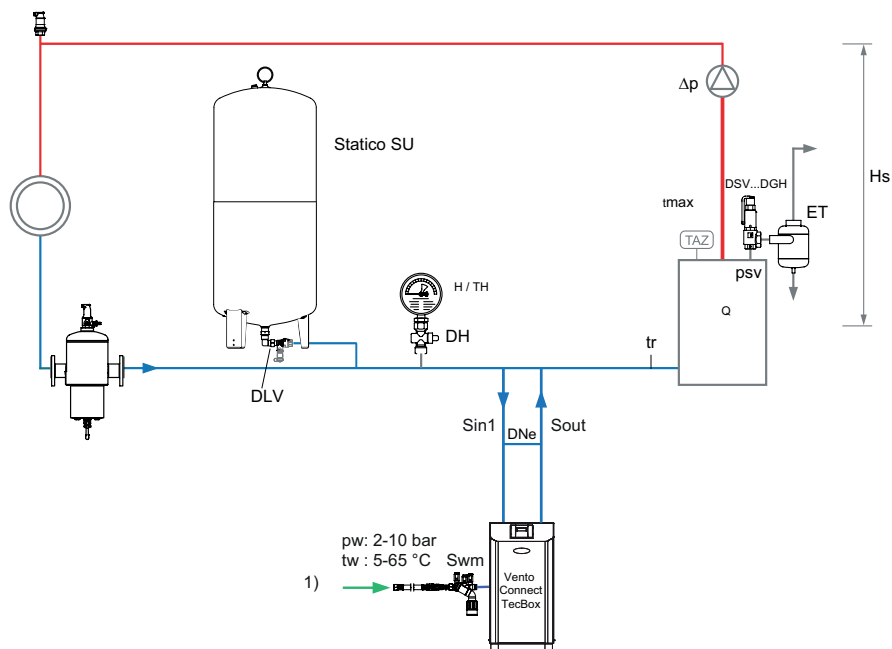 Δp
Statico SU
Hs
DSV...DGH
tmax
ET
TAZ
psv
H / TH
Q
DH
tr
DLV
Sin1
Sout
DNe
pw: 2-10 bar
tw : 5-65 °C
Swm
1)
Vento
Connect
TecBox